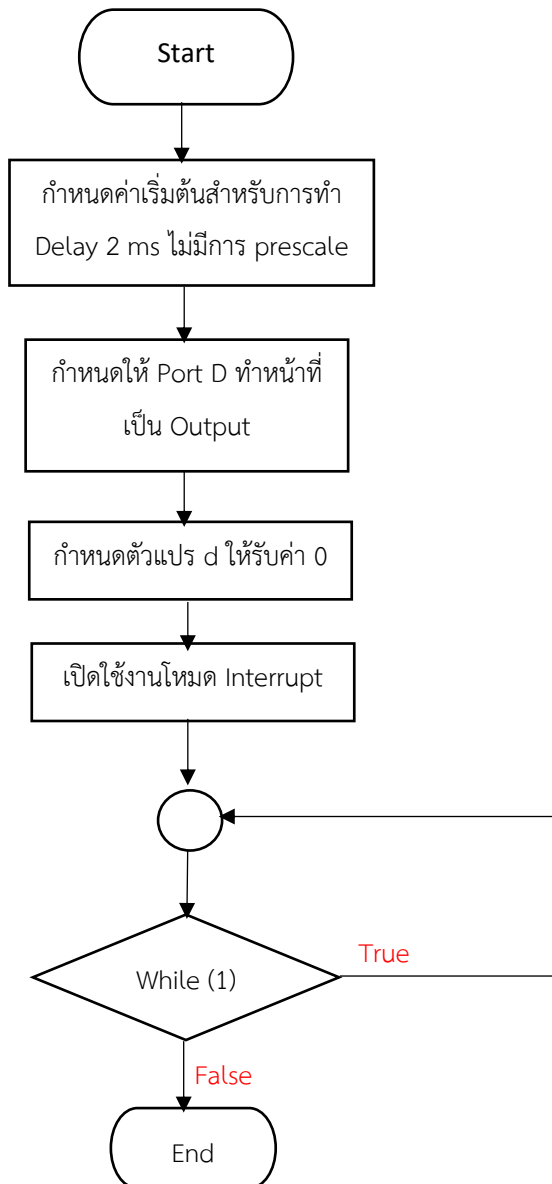 Start
กำหนดค่าเริ่มต้นสำหรับการทำ
Delay 2 ms ไม่มีการ prescale
กำหนดให้ Port D ทำหน้าที่
เป็น Output
กำหนดตัวแปร d ให้รับค่า 0
เปิดใช้งานโหมด Interrupt
While (1)
True
False
End